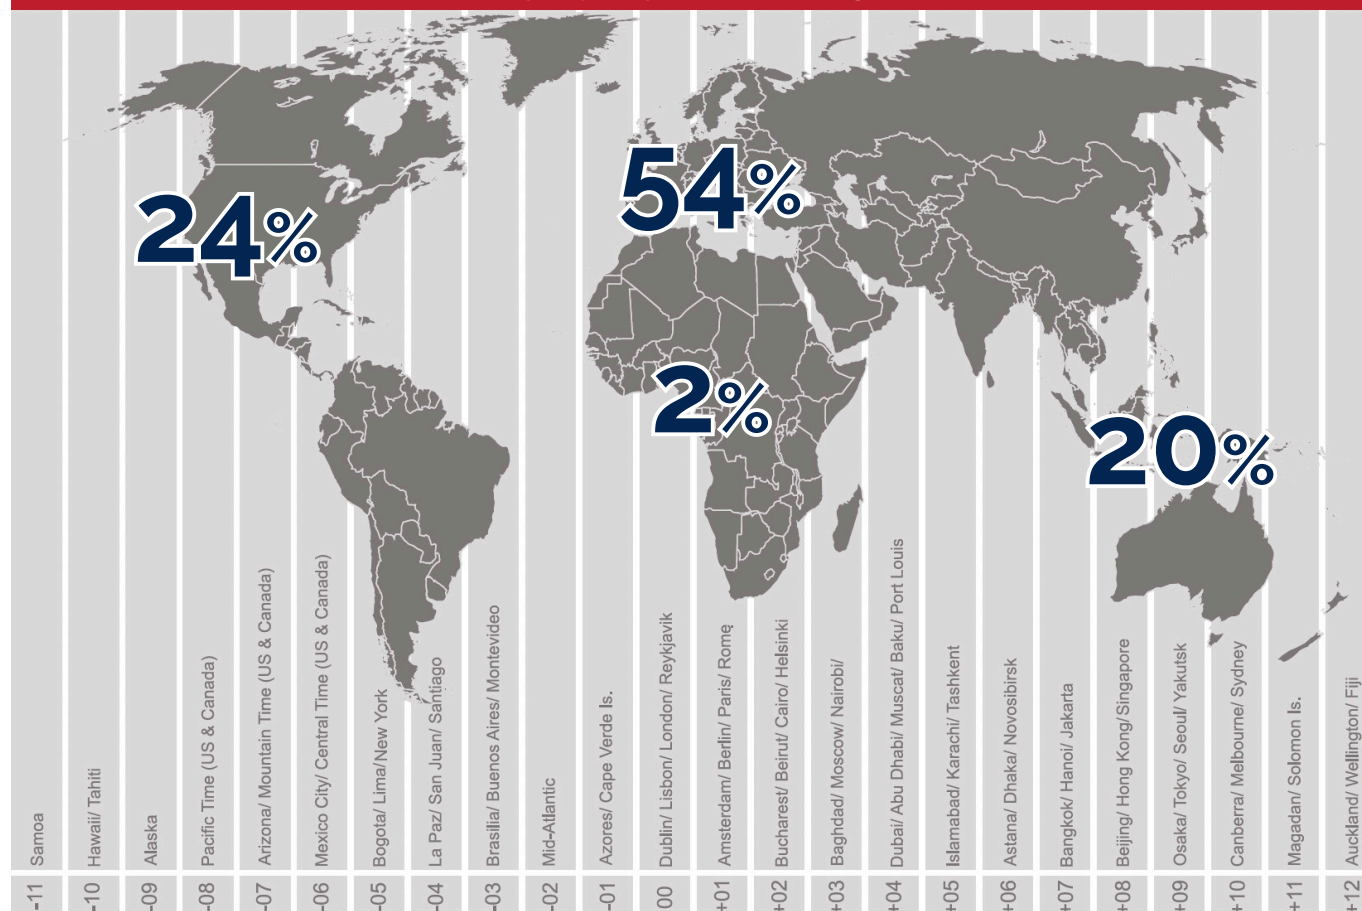 24%
54%
2%
20%
Samoa
Hawaii/ Tahiti
Alaska
Pacific Time (US & Canada)
Arizona/ Mountain Time (US & Canada)
Mexico City/ Central Time (US & Canada)
Bogota/ Lima/New York
La Paz/ San Juan/ Santiago
Brasilia/ Buenos Aires/ Montevideo
Mid-Atlantic
Azores/ Cape Verde Is.
Dublin/ Lisbon/ London/ Reykjavik
Amsterdam/ Berlin/ Paris/ Romę
Bucharest/ Beirut/ Cairo/ Helsinki
Baghdad/ Moscow/ Nairobi/
Dubai/ Abu Dhabi/ Muscat/ Baku/ Port Louis
Islamabad/ Karachi/ Tashkent
Astana/ Dhaka/ Novosibirsk
Bangkok/ Hanoi/ Jakarta
Beijing/ Hong Kong/Singapore
Osaka/ Tokyo/ Seoul/ Yakutsk
Canberra/ Melbourne/ Sydney
Magadan/ Solomon Is.
Auckland/ Wellington/ Fiji
-11
-10
-09
-08
-07
-06
-05
-04
-03
-02
-01
00
+01
+02
+03
+04
+05
+06
+07
+08
+09
+10
+11
+12